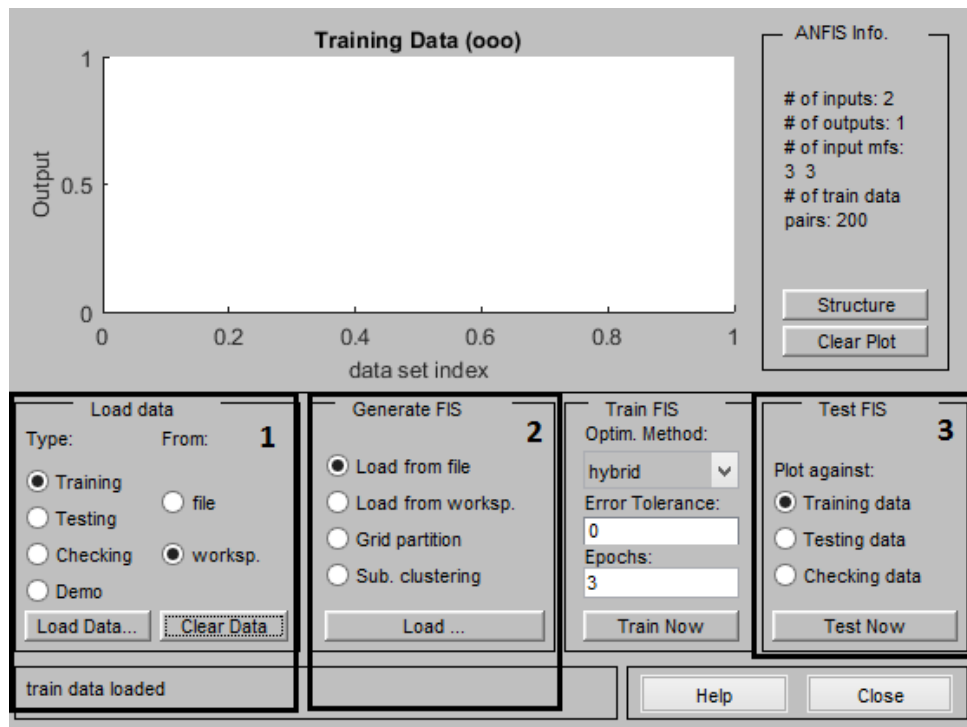 Training Data (ooo)
1
0.5
0
Output
0
0.2
0.4
0.6
0.8
1
data set index
ANFIS Info.
# of inputs: 2
# of outputs: 1
# of input mfs:
3 3
# of train data
pairs: 200
Structure
Clear Plot
Load data
Type:
From:
1
Training
Testing
Checking
Demo
file
worksp.
Load Data...
Clear Data
Generate FIS
2
Load from file
Load from worksp.
Grid partition
Sub. clustering
Load ...
Train FIS
Optim. Method:
hybrid
Error Tolerance:
0
Epochs:
3
Train Now
Test FIS
3
Plot against:
Training data
Testing data
Checking data
Test Now
train data loaded
Help
Close